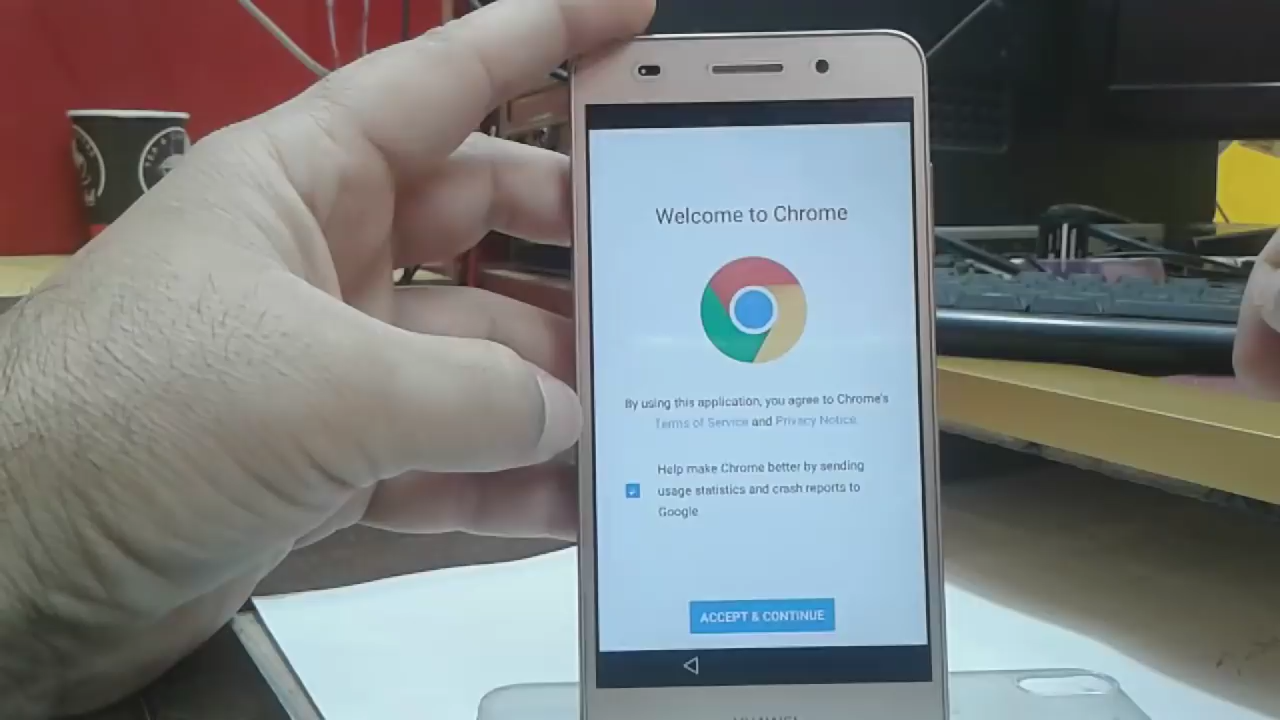 Welcome to Chrome
By using this application, you agree to Chrome's
Terms of Service and Privacy Notice.
Help make Chrome better by sending
usage statistics and crash reports to
Google
ACCEPT & CONTINUE
HUAWEI